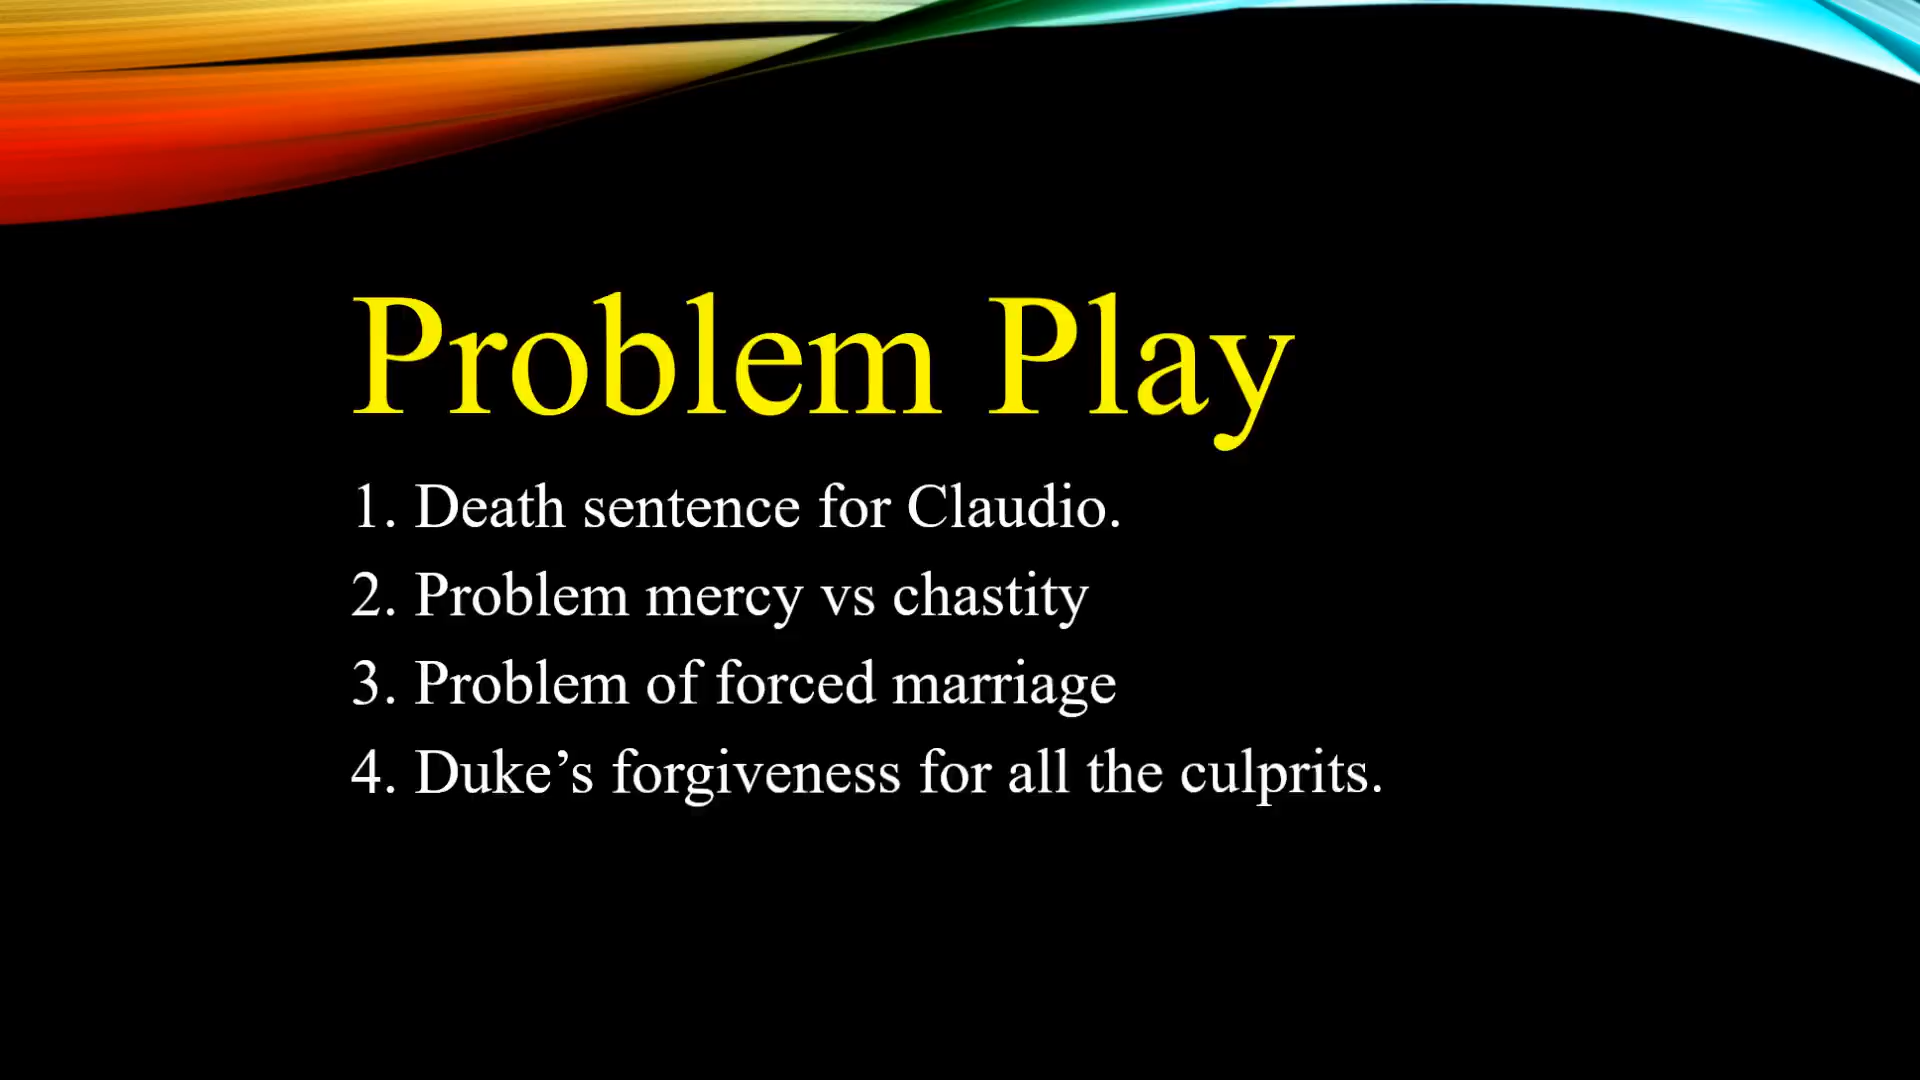 Problem Play
1. Death sentence for Claudio.
2. Problem mercy vs chastity
3. Problem of forced marriage
4. Duke’s forgiveness for all the culprits.